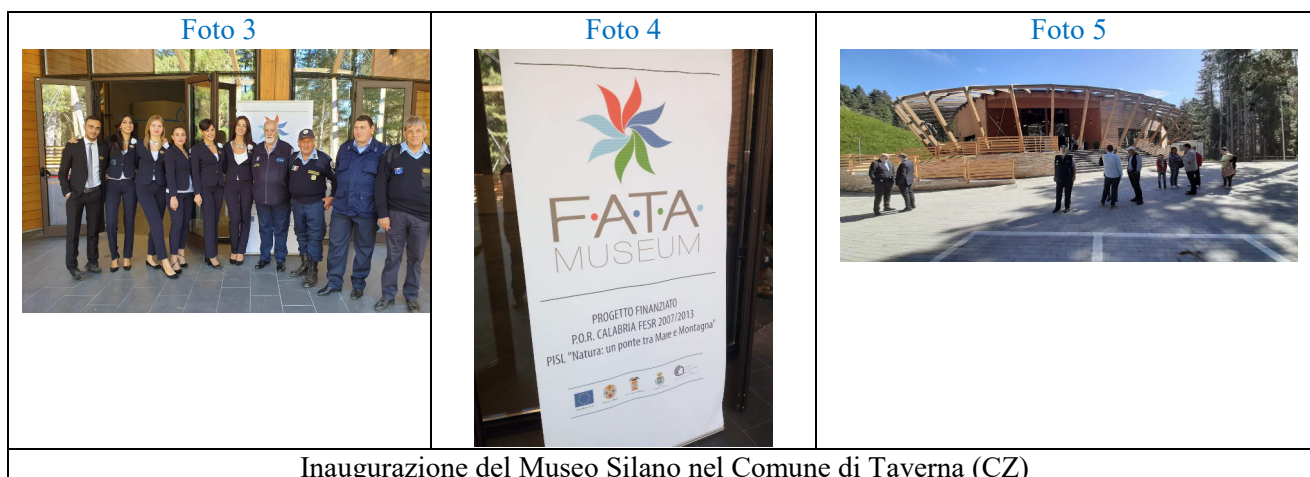 Foto 3
Foto 4
Foto 5
F·A·T·A·
MUSEUM
PROGETTO FINANZIATO
P.O.R. CALABRIA FESR 2007/2013
PISL "Natura: un ponte tra Mare e Montagna"
Inaugurazione del Museo Silano nel Comune di Taverna (CZ)